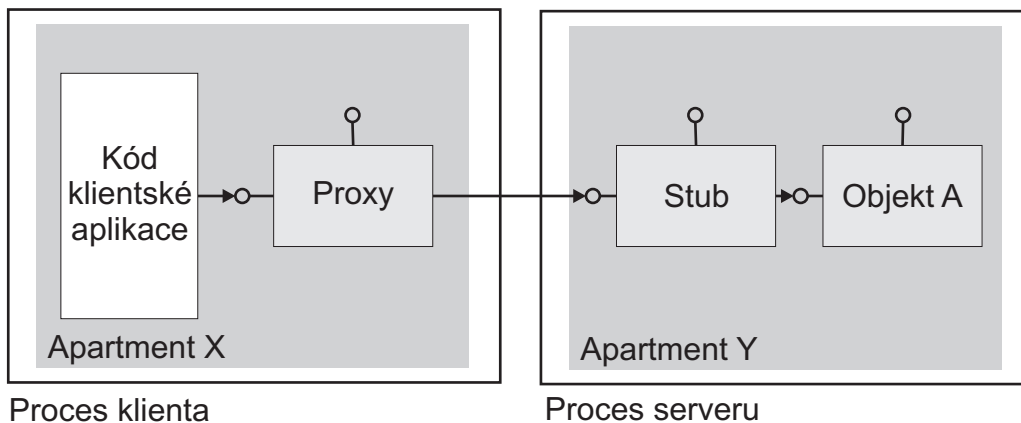 Kód
klientské
aplikace
Proxy
Apartment X
Proces klienta
Stub
Objekt A
Apartment Y
Proces serveru